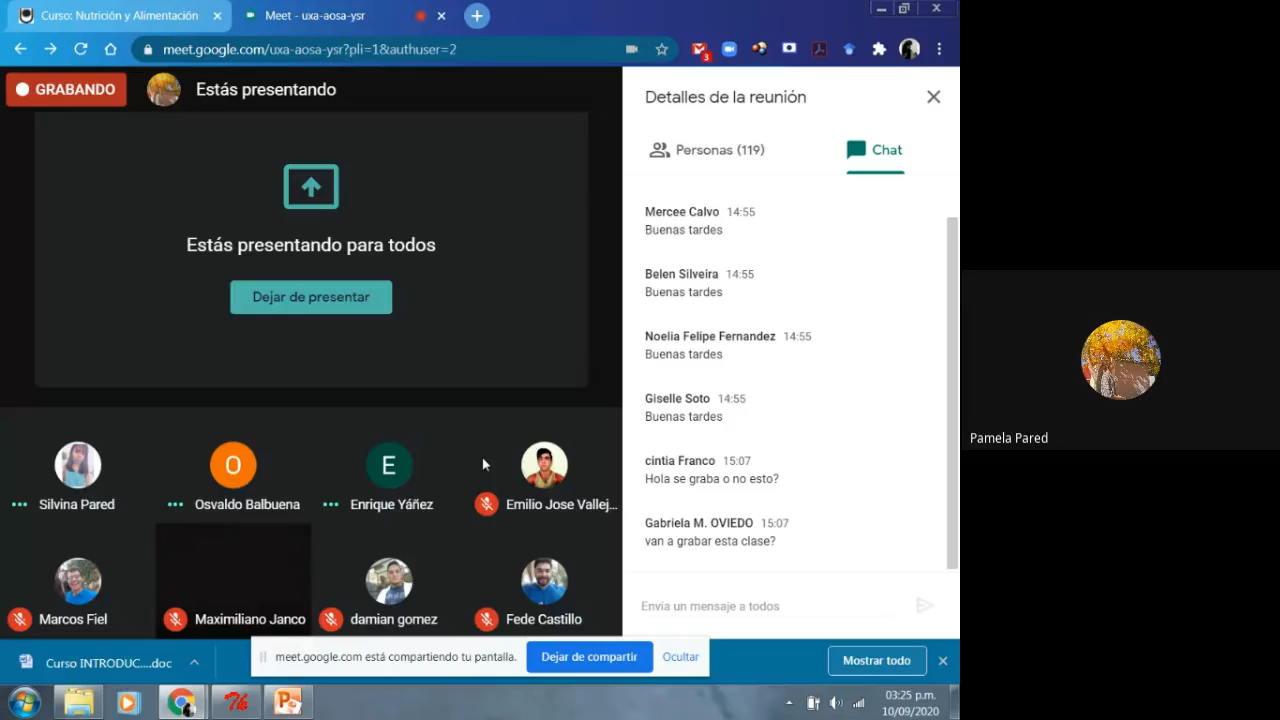 Curso: Nutrición y Alimentación
Meet - uxa-aosa-ysr
meet.google.com/uxa-aosa-ysr?pli=1&authuser=2
3
GRABANDO
Estás presentando
Estás presentando para todos
Dejar de presentar
Detalles de la reunión
Personas (119)
Chat
Mercee Calvo 14:55
Buenas tardes
Belen Silveira 14:55
Buenas tardes
Noelia Felipe Fernandez 14:55
Buenas tardes
Giselle Soto 14:55
Buenas tardes
cintia Franco 15:07
Hola se graba o no esto?
Gabriela M. OVIEDO 15:07
van a grabar esta clase?
Envía un mensaje a todos
O
E
Silvina Pared
Osvaldo Balbuena
Enrique Yáñez
Emilio Jose Vallej...
Marcos Fiel
Maximiliano Janco
damian gomez
Fede Castillo
Pamela Pared
Curso INTRODUC....doc
meet.google.com está compartiendo tu pantalla.
Dejar de compartir
Ocultar
Mostrar todo
03:25 p.m.
10/09/2020